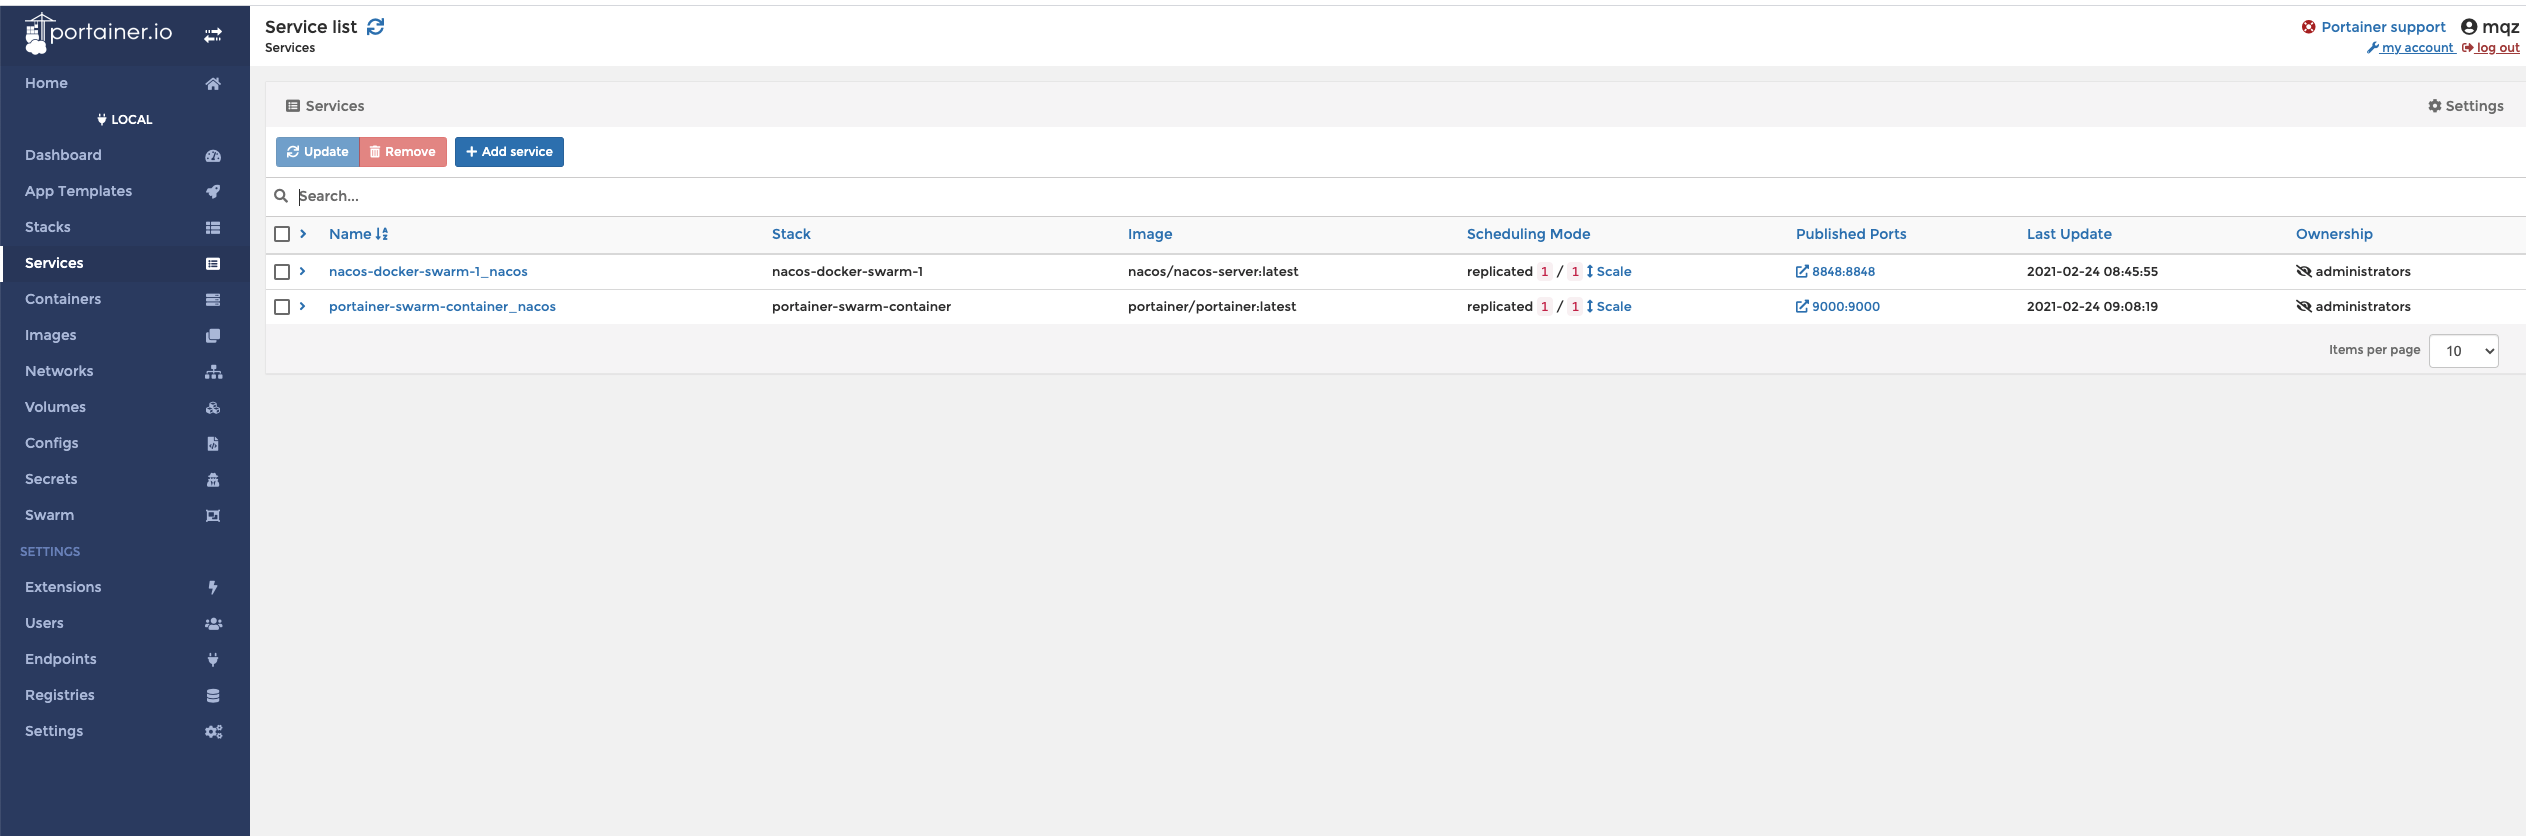 portainer.io
Home
LOCAL
Dashboard
App Templates
Stacks
Services
Containers
Images
Networks
Volumes
Configs
Secrets
Swarm
SETTINGS
Extensions
Users
Endpoints
Registries
Settings
Service list
Services
Portainer support mqz
my account log out
Services Settings
Update Remove + Add service
Search...
Name Stack Image Scheduling Mode Published Ports Last Update Ownership
nacos-docker-swarm-1_nacos nacos-docker-swarm-1 nacos/nacos-server:latest replicated 1 / 1 Scale 8848:8848 2021-02-24 08:45:55 administrators
portainer-swarm-container_nacos portainer-swarm-container portainer/portainer:latest replicated 1 / 1 Scale 9000:9000 2021-02-24 09:08:19 administrators
Items per page 10